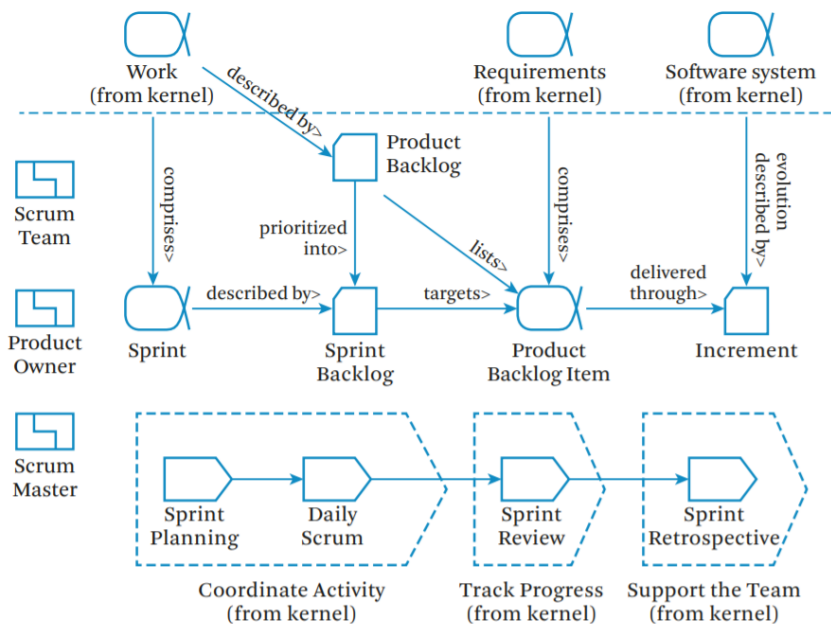 Work
(from kernel)
Requirements
(from kernel)
Software system
(from kernel)
described by>
Product
Backlog
Scrum
Team
comprises>
prioritized
into>
lists>
comprises>
evolution
described by>
Product
Owner
Sprint
described by>
Sprint
Backlog
targets>
Product
Backlog Item
delivered
through>
Increment
Scrum
Master
Sprint
Planning
Daily
Scrum
Sprint
Review
Sprint
Retrospective
Coordinate Activity
(from kernel)
Track Progress
(from kernel)
Support the Team
(from kernel)